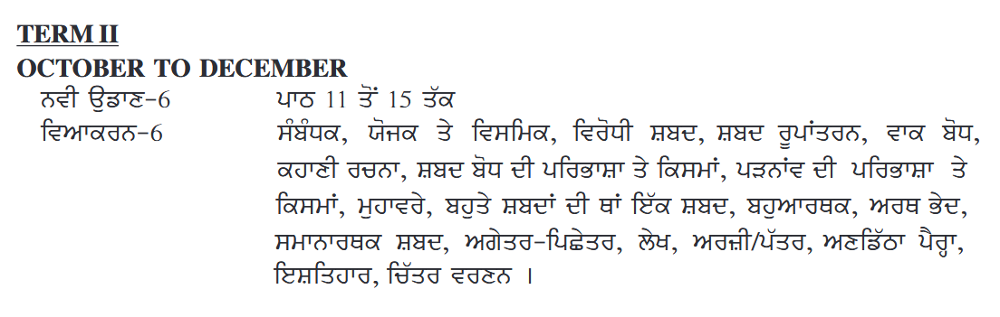 TERM II
OCTOBER TO DECEMBER
ਨਵੀ ਉਡਾਣ-6 ਪਾਠ 11 ਤੋਂ 15 ਤੱਕ
ਵਿਆਕਰਨ-6 ਸੰਬੰਧਕ, ਯੋਜਕ ਤੇ ਵਿਸਮਿਕ, ਵਿਰੋਧੀ ਸ਼ਬਦ, ਸ਼ਬਦ ਰੂਪਾਂਤਰਨ, ਵਾਕ ਬੋਧ,
ਕਹਾਣੀ ਰਚਨਾ, ਸ਼ਬਦ ਬੋਧ ਦੀ ਪਰਿਭਾਸ਼ਾ ਤੇ ਕਿਸਮਾਂ, ਪੜਨਾਂਵ ਦੀ ਪਰਿਭਾਸ਼ਾ ਤੇ
ਕਿਸਮਾਂ, ਮੁਹਾਵਰੇ, ਬਹੁਤੇ ਸ਼ਬਦਾਂ ਦੀ ਥਾਂ ਇੱਕ ਸ਼ਬਦ, ਬਹੁਆਰਥਕ, ਅਰਥ ਭੇਦ,
ਸਮਾਨਾਰਥਕ ਸ਼ਬਦ, ਅਗੇਤਰ-ਪਿਛੇਤਰ, ਲੇਖ, ਅਰਜ਼ੀ/ਪੱਤਰ, ਅਣਡਿੱਠਾ ਪੈਰ੍ਹਾ,
ਇਸ਼ਤਿਹਾਰ, ਚਿੱਤਰ ਵਰਣਨ ।